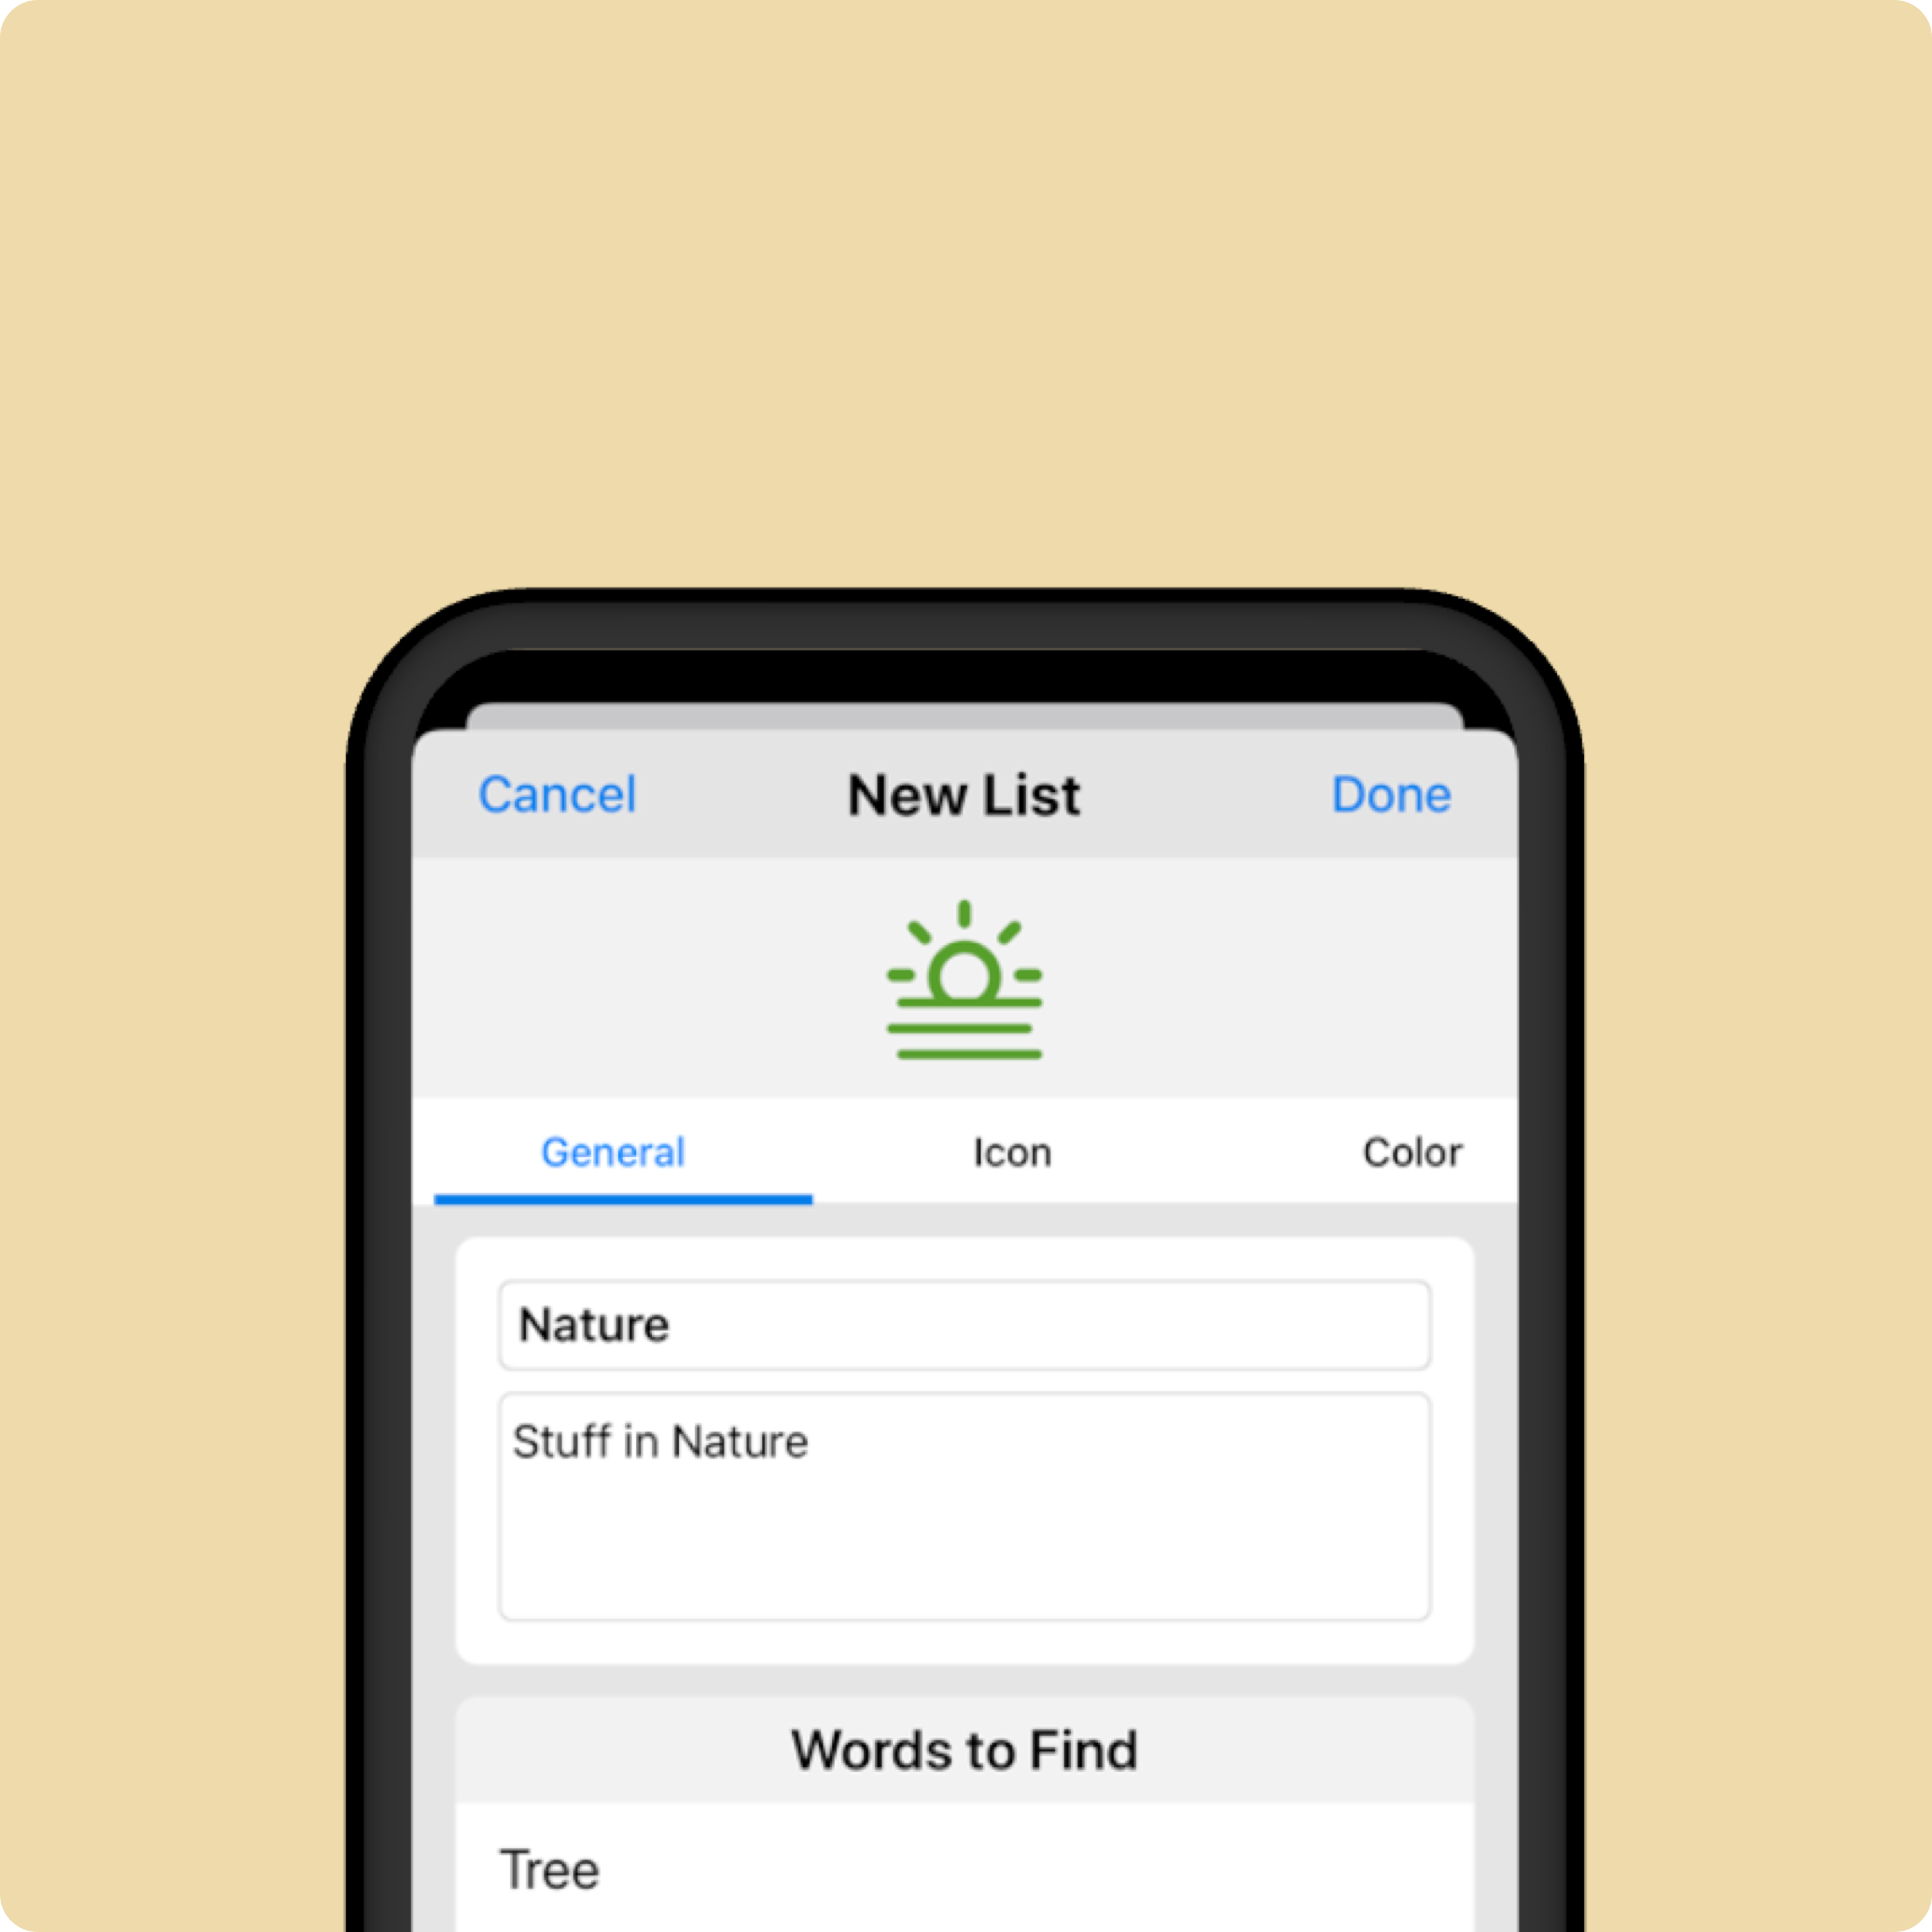 Cancel New List Done
General Icon Color
Nature
Stuff in Nature
Words to Find
Tree